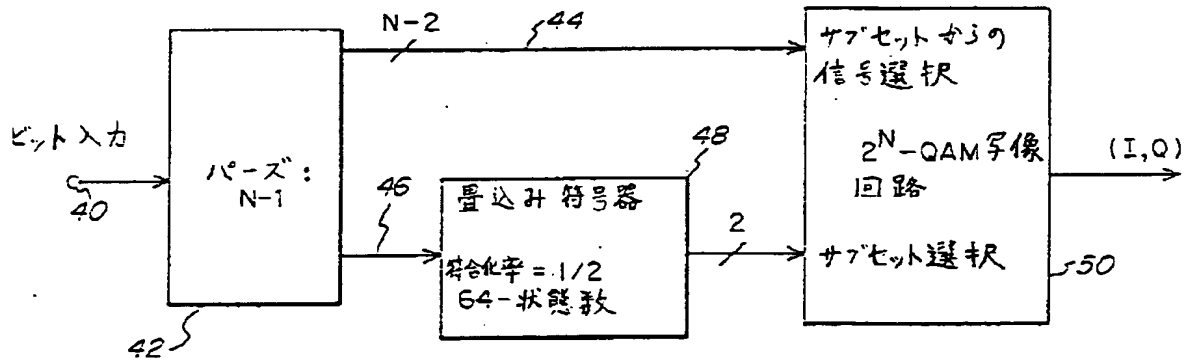 N-2
44
ビット入力
40
パーズ:
N-1
42
46
48
畳込み符号器
符合化率=1/2
64-状態数
2
サブセットからの
信号選択
2^N-QAM写像
回路
サブセット選択
50
(I,Q)